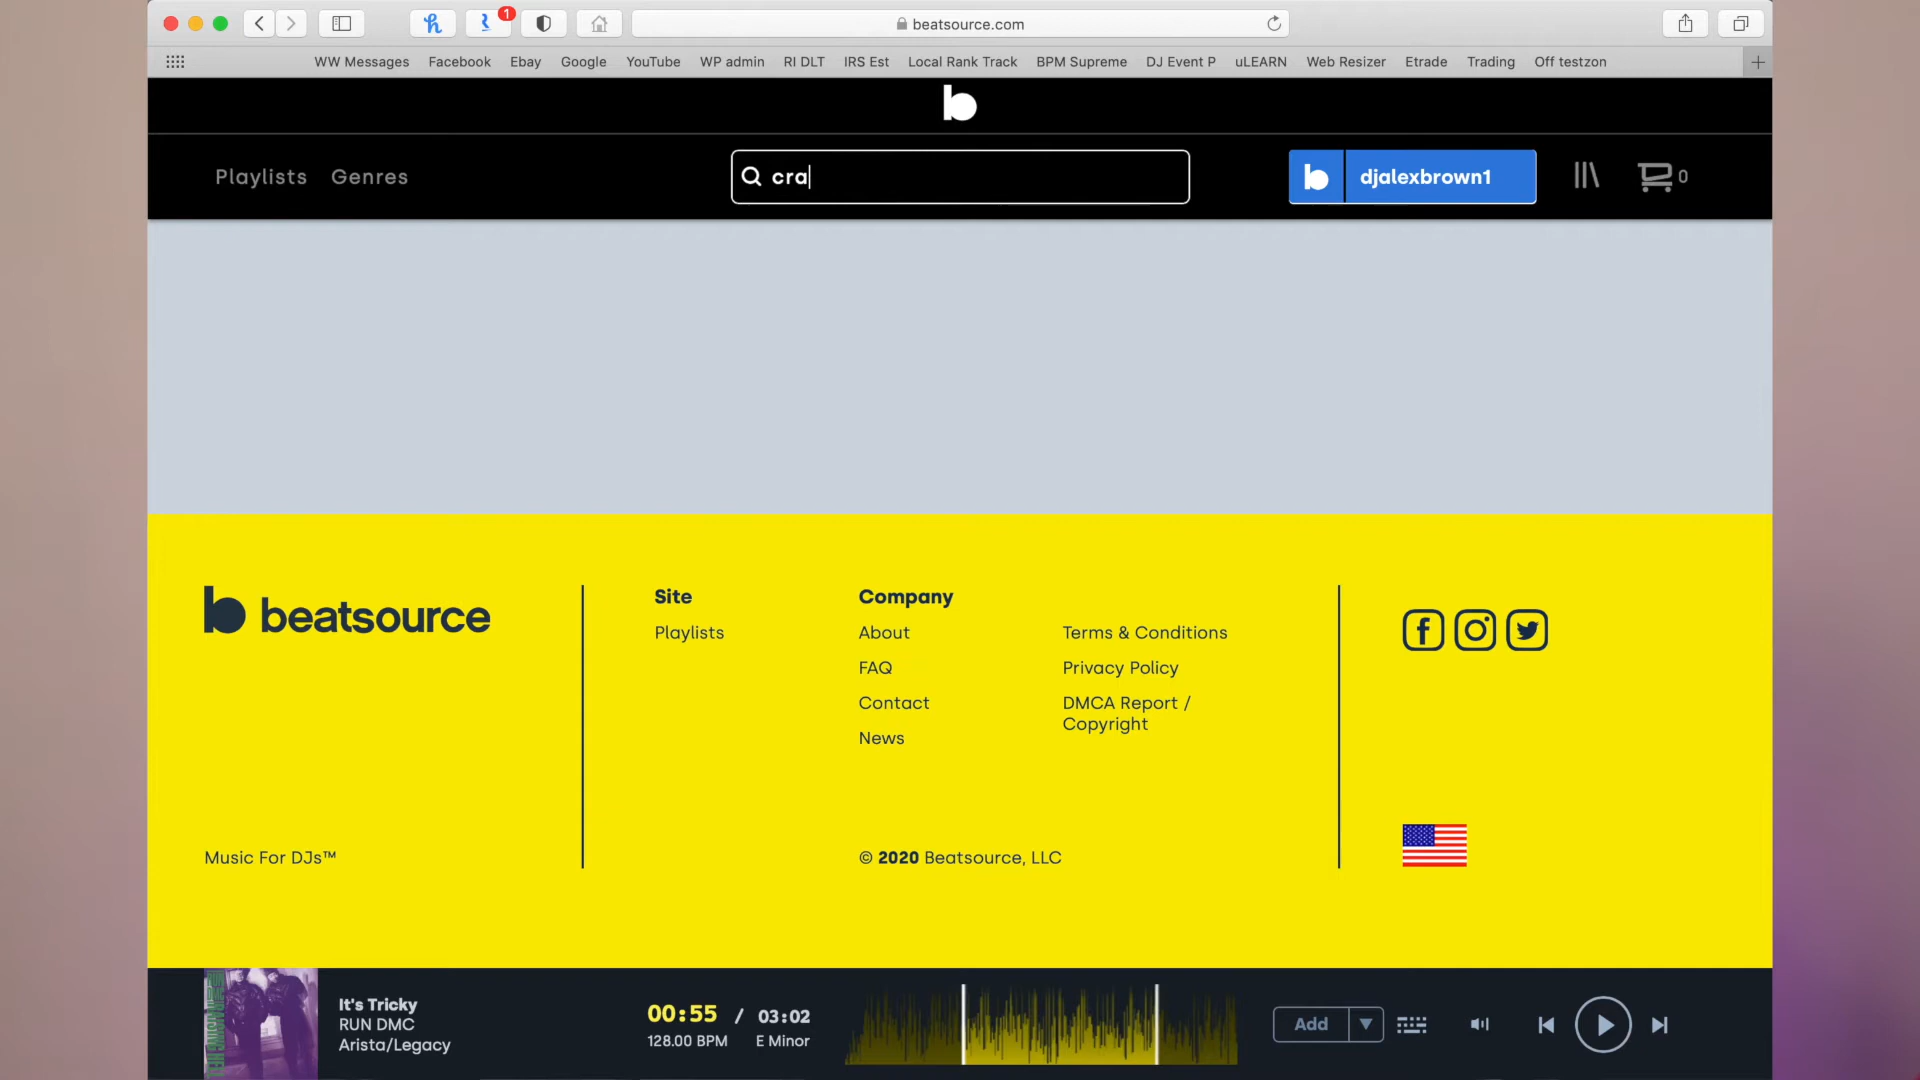 1
beatsource.com
WW Messages Facebook Ebay Google YouTube WP admin RI DLT IRS Est Local Rank Track BPM Supreme DJ Event P uLEARN Web Resizer Etrade Trading Off testzon
b
Playlists Genres
cra
b djalexbrown1
0
b beatsource
Site
Playlists
Company
About
FAQ
Contact
News
Terms & Conditions
Privacy Policy
DMCA Report /
Copyright
Music For DJs™
© 2020 Beatsource, LLC
It's Tricky
RUN DMC
Arista/Legacy
00:55 / 03:02
128.00 BPM E Minor
Add